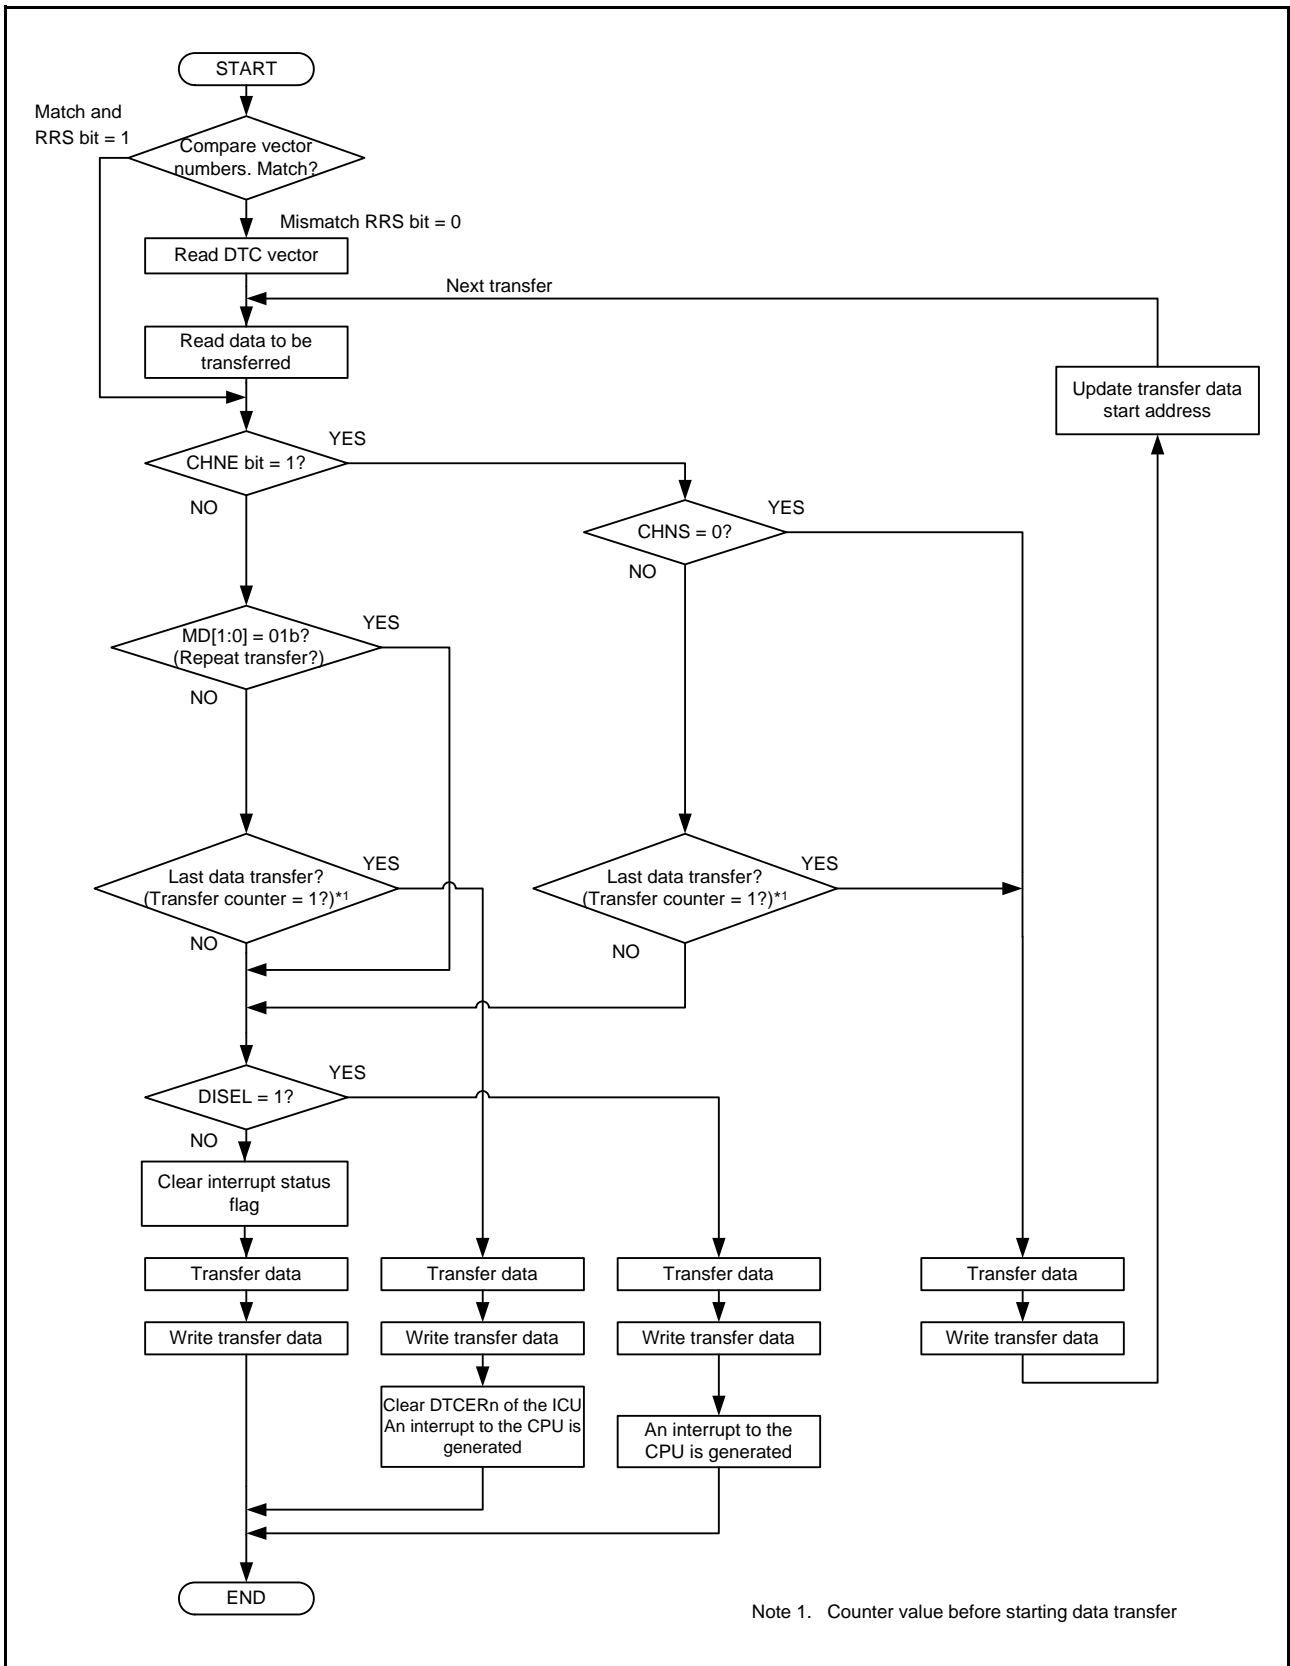 START
Match and
RRS bit = 1
Compare vector
numbers. Match?
Mismatch RRS bit = 0
Read DTC vector
Next transfer
Read data to be
transferred
Update transfer data
start address
YES
CHNE bit = 1?
NO
YES
CHNS = 0?
NO
YES
MD[1:0] = 01b?
(Repeat transfer?)
NO
YES
Last data transfer?
(Transfer counter = 1?)*1
NO
YES
Last data transfer?
(Transfer counter = 1?)*1
NO
YES
DISEL = 1?
NO
Clear interrupt status
flag
Transfer data
Transfer data
Transfer data
Transfer data
Write transfer data
Write transfer data
Write transfer data
Write transfer data
Clear DTCERn of the ICU
An interrupt to the CPU is
generated
An interrupt to the
CPU is generated
END
Note 1. Counter value before starting data transfer